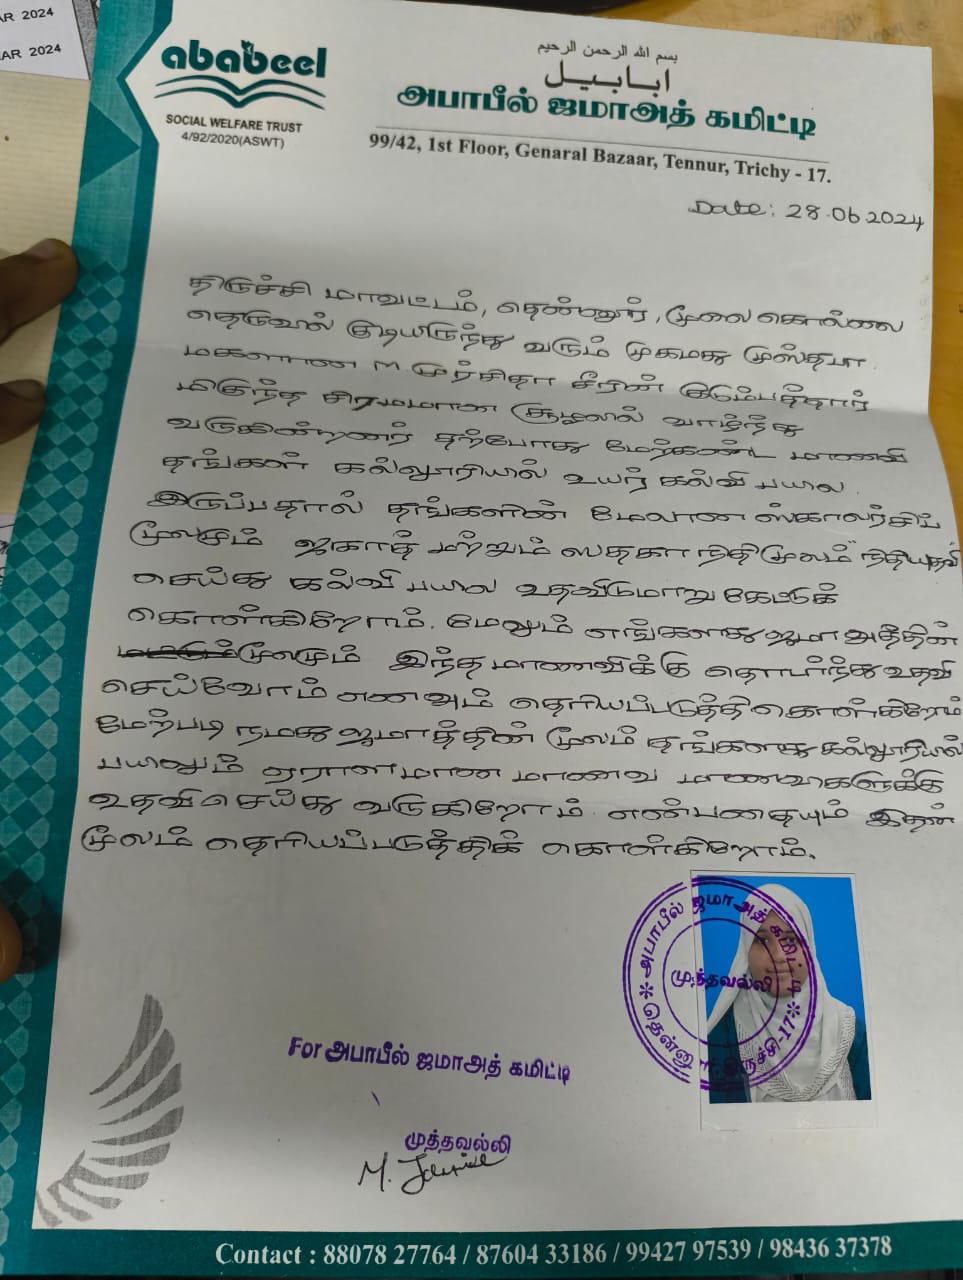 AR 2024
AR 2024
ababeel
SOCIAL WELFARE TRUST
4/92/2020(ASWT)
بسم الله الرحمن الرحيم
ابابيل
அபாபீல் ஜமாஅத் கமிட்டி
99/42, 1st Floor, Genaral Bazaar, Tennur, Trichy - 17.
Date: 28.06.2024
திருச்சி மாவட்டம், தென்னூர், மூலை கொல்லை
தெருவில் குடியிருந்து வரும் முகமது முஸ்தபா.
மகளான M முர்சிதா சீரின் குடும்பத்தார்
மிகுந்த சிரமமான சூழலில் வாழ்ந்து
வருகின்றனர் தற்போது மேற்கண்ட மாணவி
தங்கள் கல்லூரியில் உயர் கல்வி பயில
இருப்பதால் தங்களின் மேலான ஸ்காலர்சிப்
மூலமும் ஜகாத் மற்றும் ஸதகா நிதி மூலம் நிதியுதவி
செய்து கல்வி பயில உதவிடுமாறு கேட்டுக்
கொள்கிறோம். மேலும் எங்களது ஜமாஅத்தின்
மூலமும் இந்த மாணவிக்கு தொடர்ந்து உதவி
செய்வோம் எனவும் தெரியப்படுத்தி கொள்கிறோம்
மேற்படி நமது ஜமாத்தின் மூலம் தங்களது கல்லூரியில்
பயிலும் ஏராளமான மாணவ மாணவிகளுக்கு
உதவி செய்து வருகிறோம் என்பதையும் இதன்
மூலம் தெரியப்படுத்திக் கொள்கிறோம்.
அபாபீல் ஜமாஅத் கமிட்டி
முத்தவல்லி
திருச்சி-17
For அபாபீல் ஜமாஅத் கமிட்டி
முத்தவல்லி
Contact : 88078 27764 / 87604 33186 / 99427 97539 / 98436 37378